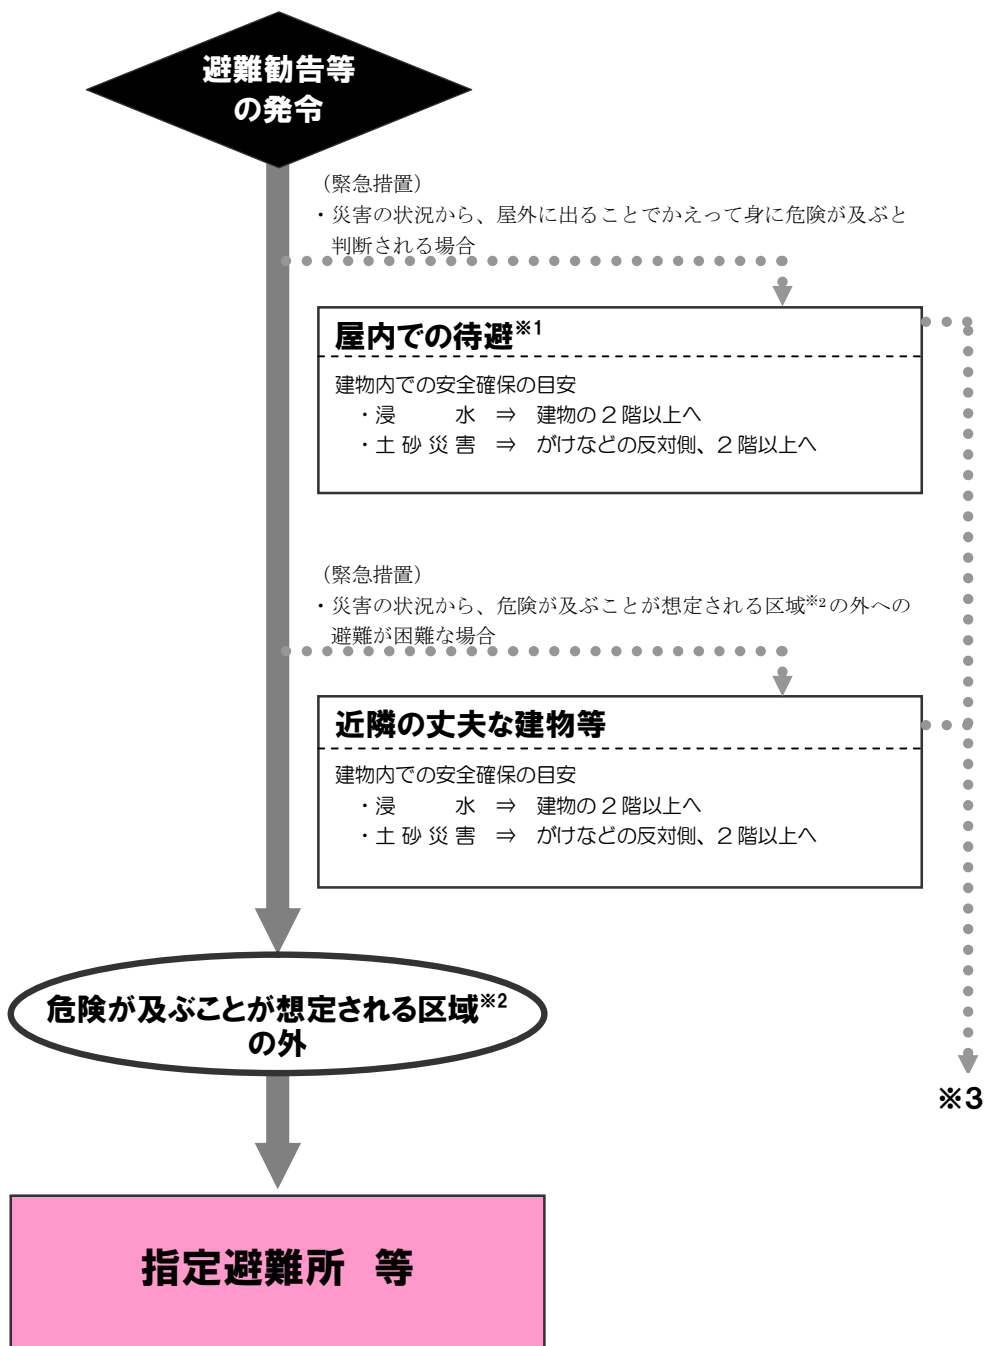 避難勧告等
の発令
（緊急措置）
・災害の状況から、屋外に出ることでかえって身に危険が及ぶと
判断される場合
屋内での待避※1
建物内での安全確保の目安
・浸　　　水　⇒　建物の２階以上へ
・土 砂 災 害　⇒　がけなどの反対側、２階以上へ
（緊急措置）
・災害の状況から、危険が及ぶことが想定される区域※2の外への
避難が困難な場合
近隣の丈夫な建物等
建物内での安全確保の目安
・浸　　　水　⇒　建物の２階以上へ
・土 砂 災 害　⇒　がけなどの反対側、２階以上へ
危険が及ぶことが想定される区域※2
の外
※3
指定避難所　等